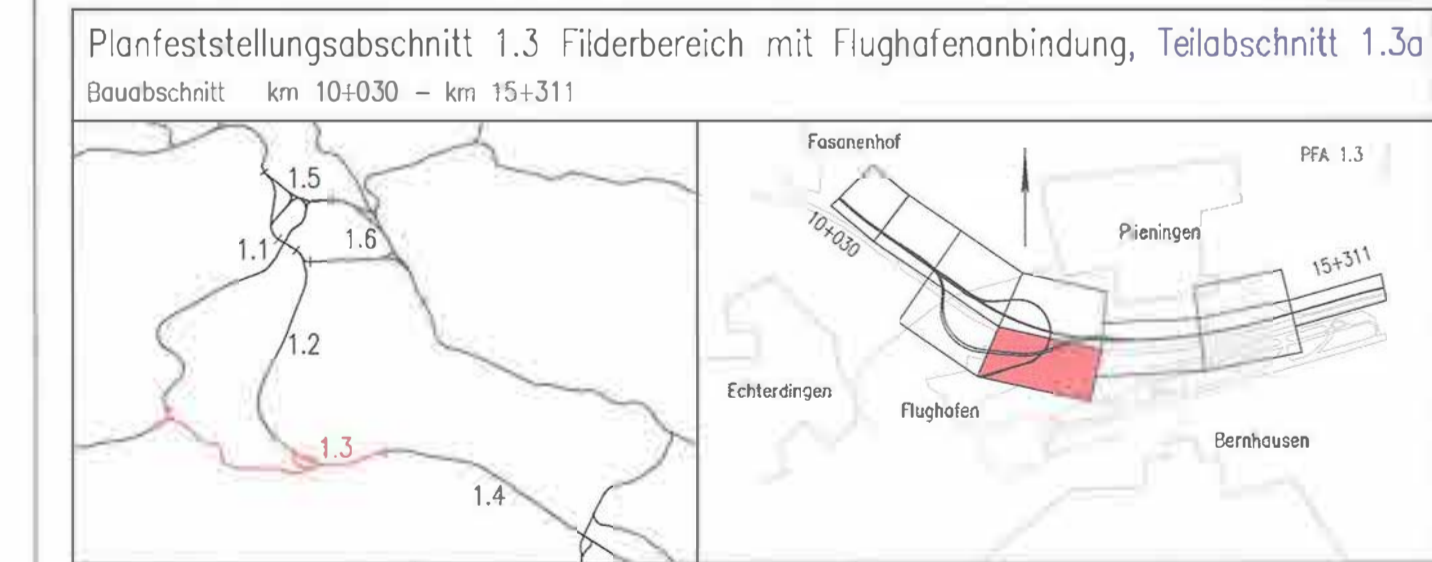 Planfeststellungsabschnitt 1.3 Filderbereich mit Flughafenanbindung, Teilabschnitt 1.3a
Bauabschnitt km 10+030 – km 15+311
1.5
1.1
1.6
1.2
1.3
1.4
Fasanenhof
PFA 1.3
10+030
Plieningen
15+311
Echterdingen
Flughafen
Bernhausen